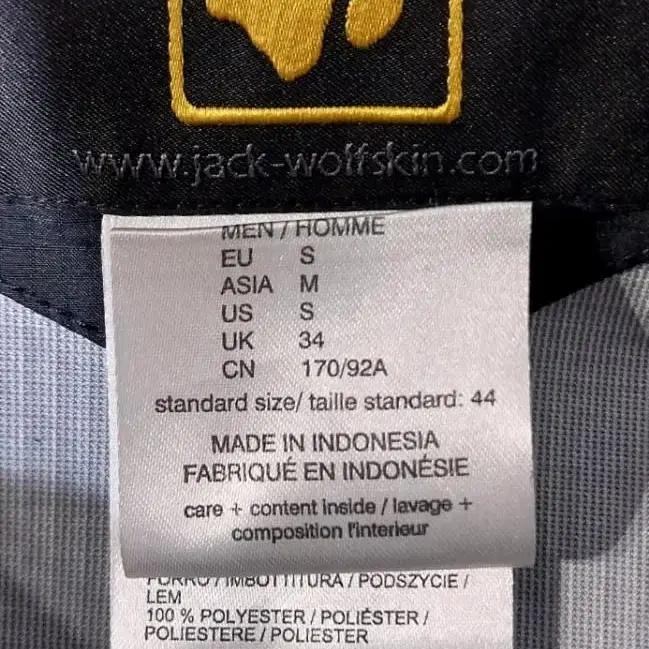 www.jack-wolfskin.com
MEN / HOMME
EU S
ASIA M
US S
UK 34
CN 170/92A
standard size/ taille standard: 44
MADE IN INDONESIA
FABRIQUÉ EN INDONÉSIE
care + content inside / lavage +
composition l'interieur
FORRO / IMBOTTITURA / PODSZYCIE /
LEM
100 % POLYESTER / POLIÉSTER /
POLIESTERE / POLIESTER